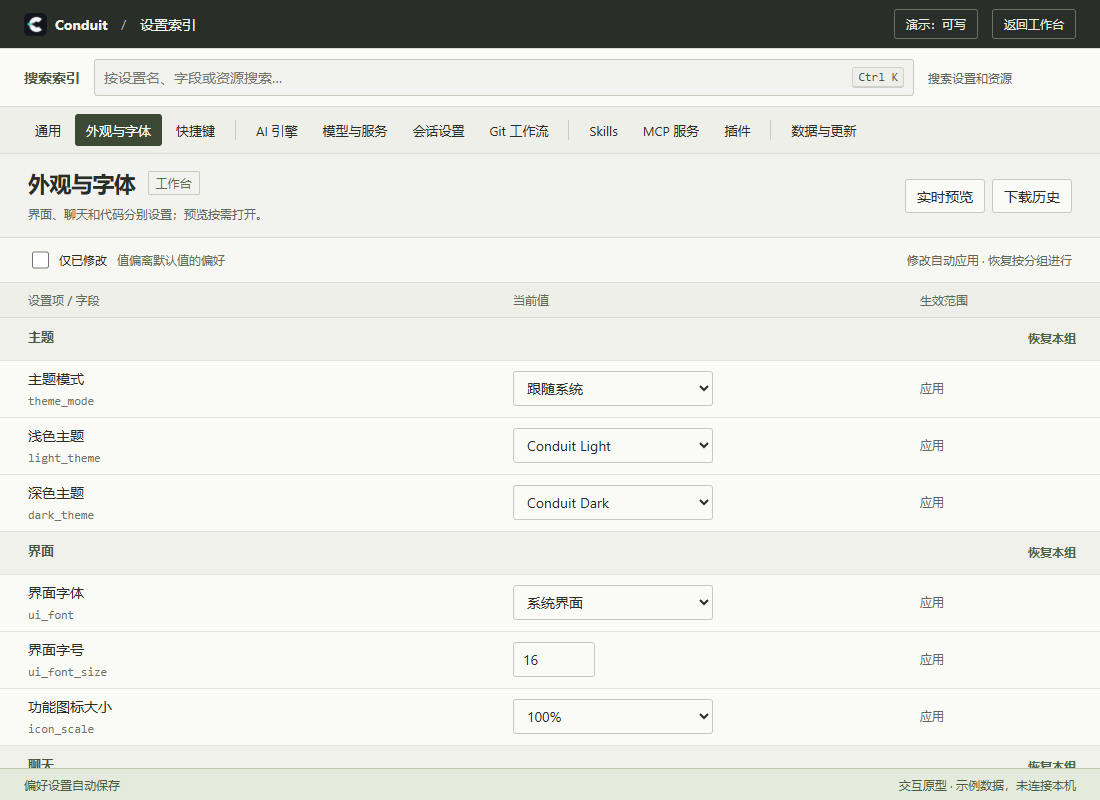 Conduit / 设置索引 演示：可写 返回工作台
搜索索引 按设置名、字段或资源搜索... Ctrl K 搜索设置和资源
通用 外观与字体 快捷键 AI 引擎 模型与服务 会话设置 Git 工作流 Skills MCP 服务 插件 数据与更新
外观与字体 工作台
界面、聊天和代码分别设置；预览按需打开。
实时预览 下载历史
仅已修改 值偏离默认值的偏好 修改自动应用 · 恢复按分组进行
设置项 / 字段 当前值 生效范围
主题 恢复本组
主题模式 跟随系统 应用
theme_mode
浅色主题 Conduit Light 应用
light_theme
深色主题 Conduit Dark 应用
dark_theme
界面 恢复本组
界面字体 系统界面 应用
ui_font
界面字号 16 应用
ui_font_size
功能图标大小 100% 应用
icon_scale
聊天 恢复本组
偏好设置自动保存 交互原型 · 示例数据，未连接本机